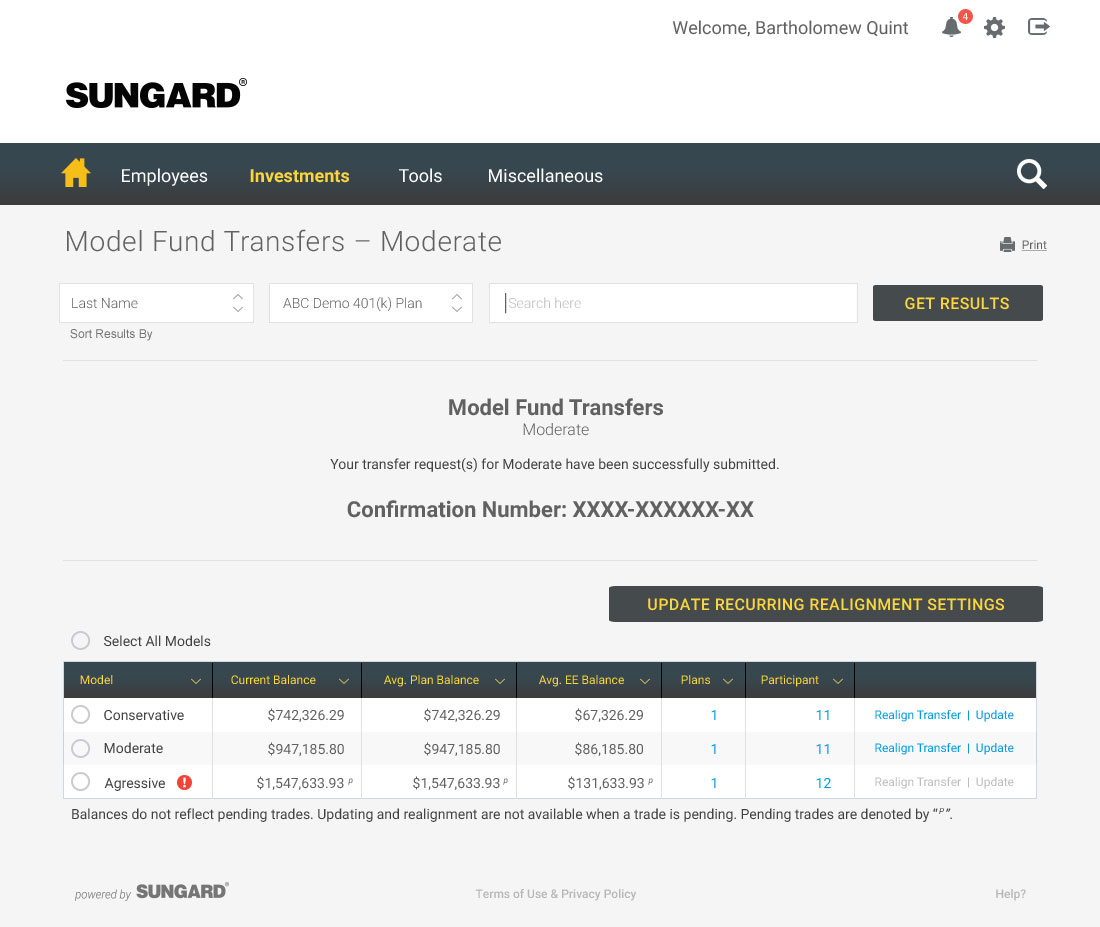 Welcome, Bartholomew Quint 4
SUNGARD®
Employees Investments Tools Miscellaneous
Model Fund Transfers – Moderate
Print
Last Name ABC Demo 401(k) Plan Search here GET RESULTS
Sort Results By
Model Fund Transfers
Moderate
Your transfer request(s) for Moderate have been successfully submitted.
Confirmation Number: XXXX-XXXXXX-XX
UPDATE RECURRING REALIGNMENT SETTINGS
Select All Models
Model Current Balance Avg. Plan Balance Avg. EE Balance Plans Participant
Conservative $742,326.29 $742,326.29 $67,326.29 1 11 Realign Transfer | Update
Moderate $947,185.80 $947,185.80 $86,185.80 1 11 Realign Transfer | Update
Agressive ! $1,547,633.93 P $1,547,633.93 P $131,633.93 P 1 12 Realign Transfer | Update
Balances do not reflect pending trades. Updating and realignment are not available when a trade is pending. Pending trades are denoted by “P”.
powered by SUNGARD® Terms of Use & Privacy Policy Help?